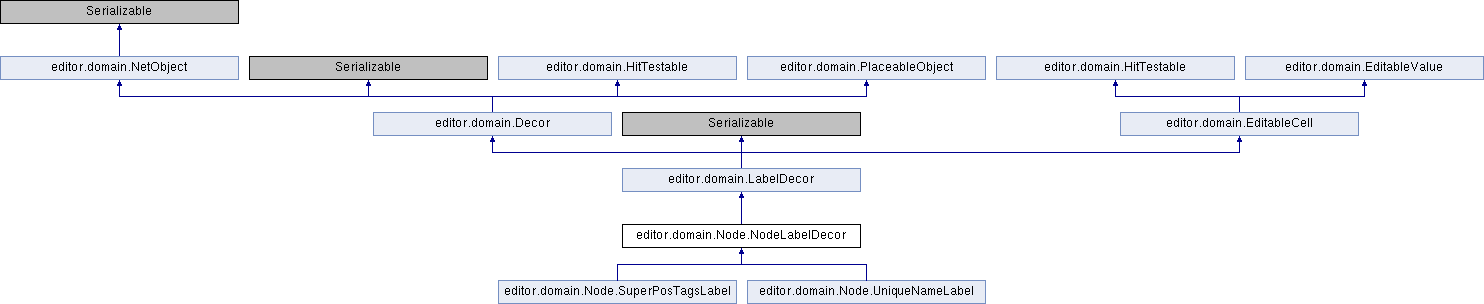 Serializable
editor.domain.NetObject
Serializable
editor.domain.HitTestable
editor.domain.PlaceableObject
editor.domain.HitTestable
editor.domain.EditableValue
editor.domain.Decor
Serializable
editor.domain.EditableCell
editor.domain.LabelDecor
editor.domain.Node.NodeLabelDecor
editor.domain.Node.SuperPosTagsLabel
editor.domain.Node.UniqueNameLabel